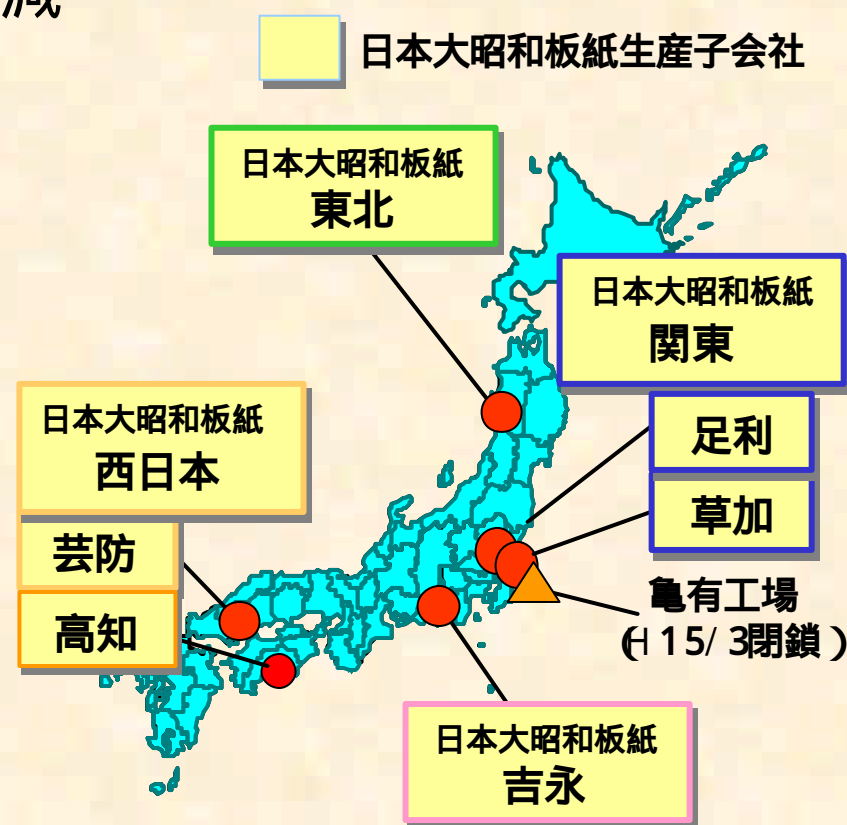 減
日本大昭和板紙生産子会社
日本大昭和板紙
東北
日本大昭和板紙
関東
足利
草加
亀有工場
(H15/3閉鎖)
日本大昭和板紙
西日本
芸防
高知
日本大昭和板紙
吉永